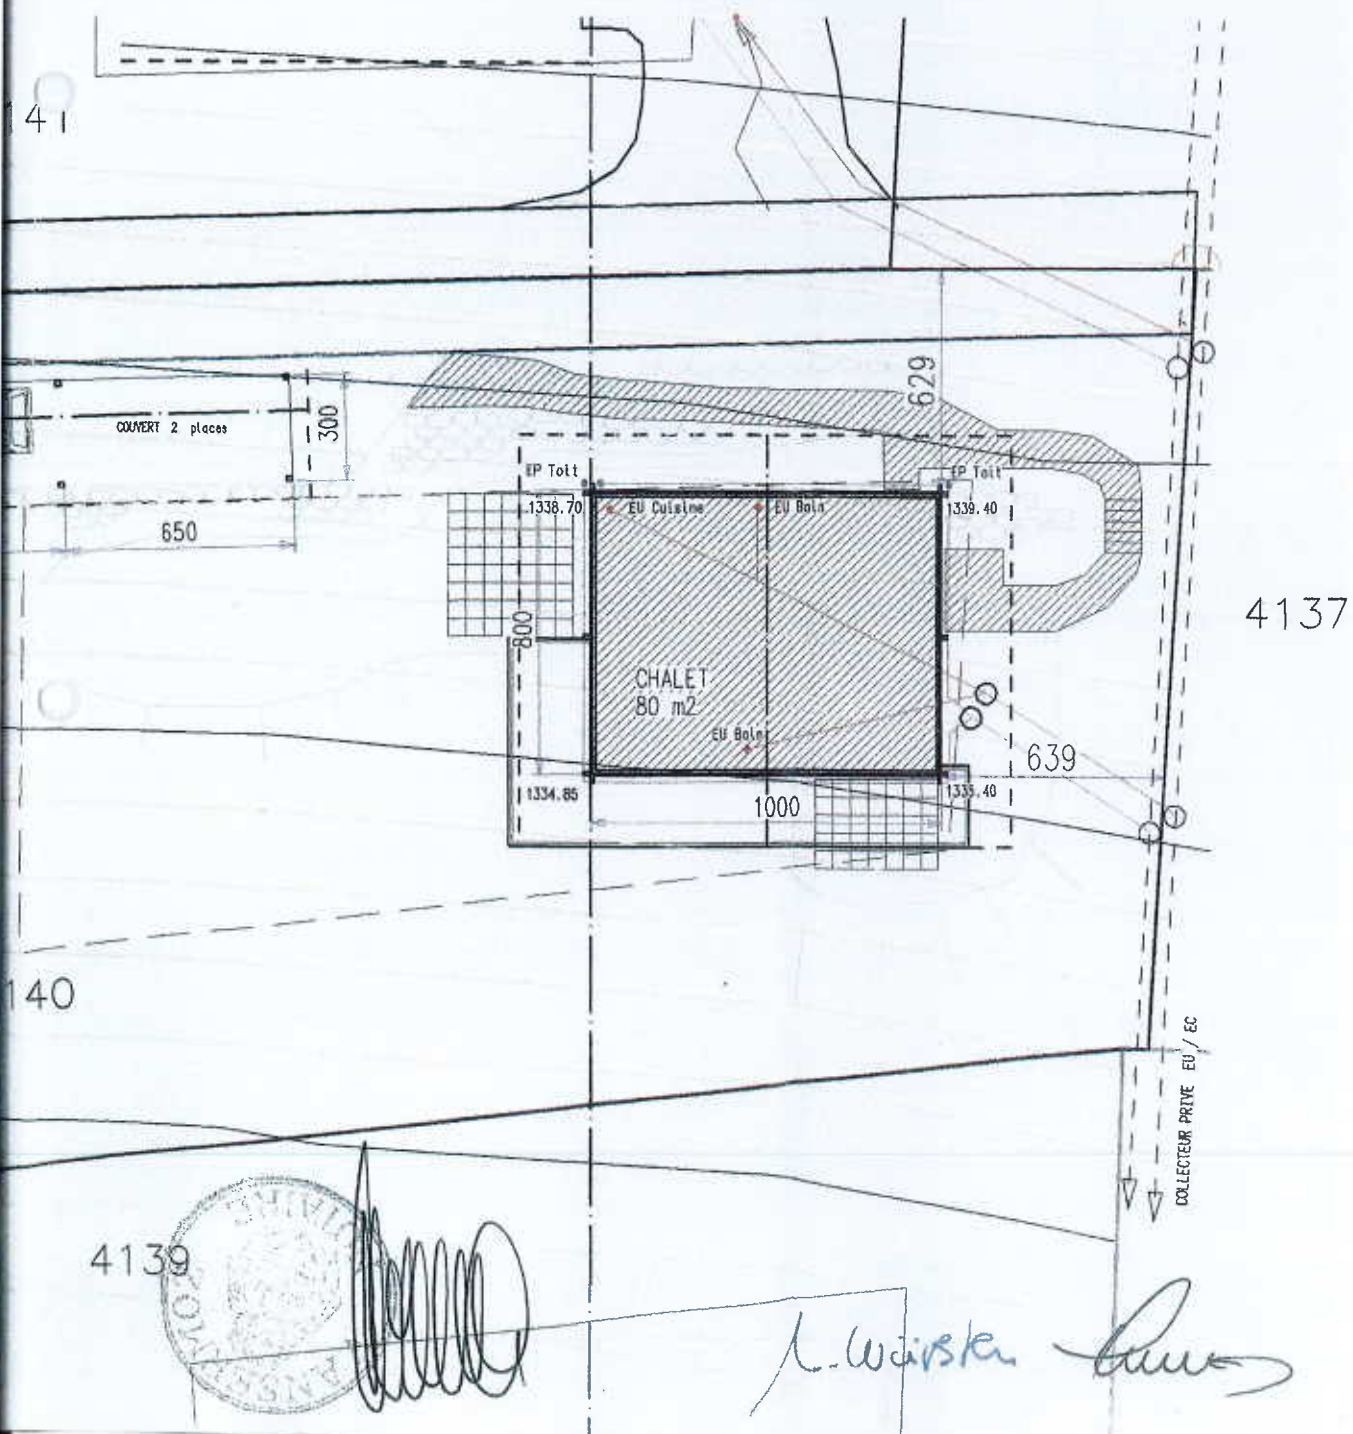 141
629
COUVERT 2 places
300
EP Toit
EP Toit
1338.70
EU Cuisine
EU Bain
1339.40
650
4137
800
CHALET
80 m2
EU Bain
639
1334.85
1335.40
1000
140
COLLECTEUR PRIVE EU / EC
4139